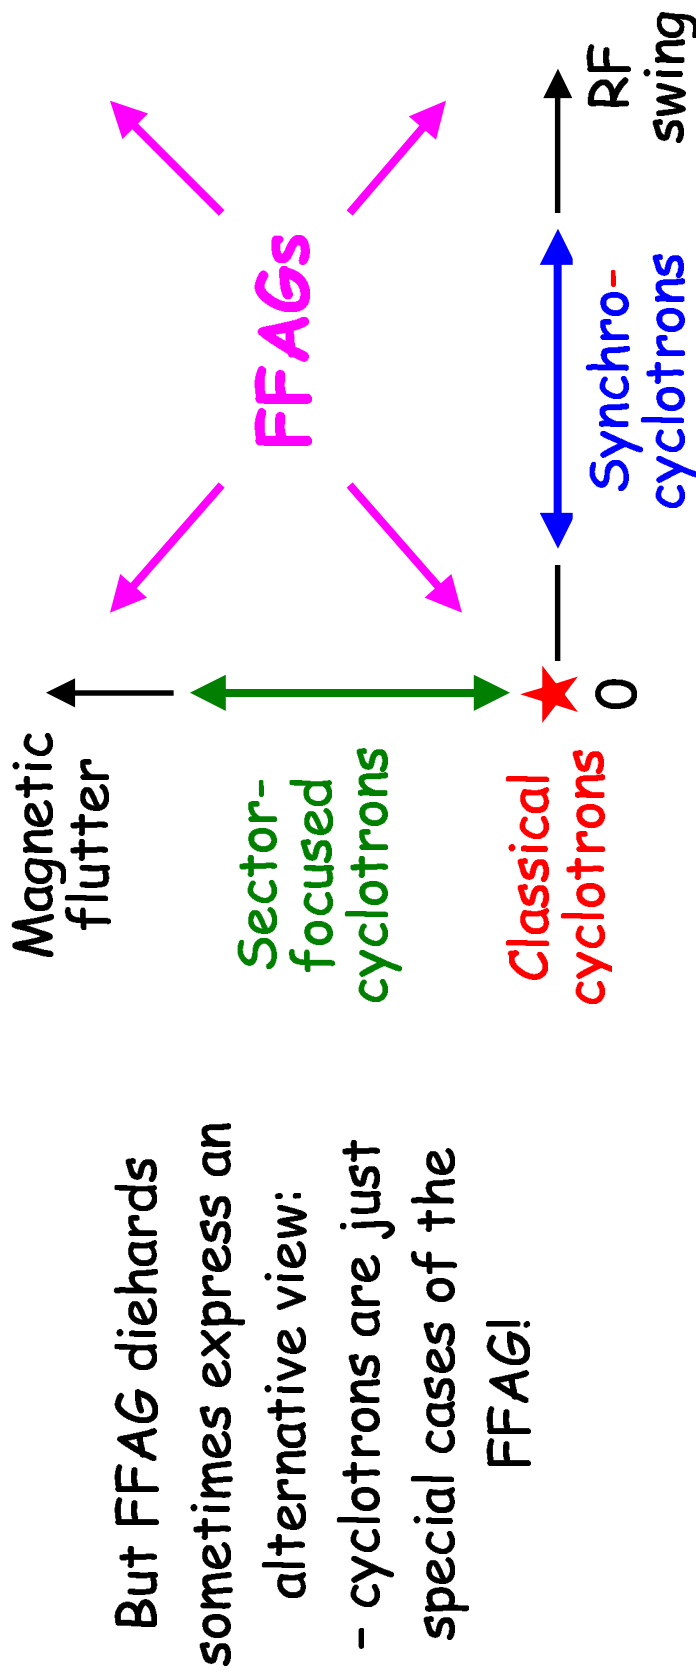 But FFAG diehards
sometimes express an
alternative view:
- cyclotrons are just
special cases of the
FFAG!
Magnetic
flutter
Sector-
focused
cyclotrons
Classical
cyclotrons
FFAGs
0
Synchro-
cyclotrons
RF
swing